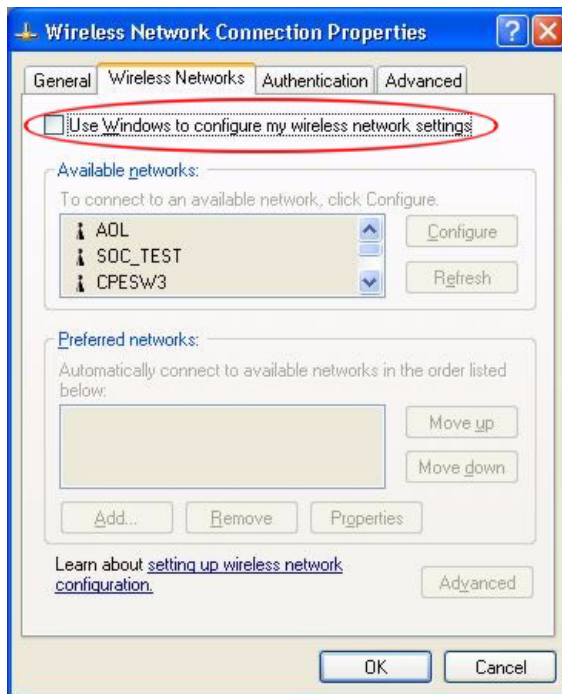 Wireless Network Connection Properties
General Wireless Networks Authentication Advanced
Use Windows to configure my wireless network settings
Available networks:
To connect to an available network, click Configure.
AOL
SOC_TEST
CPESW3
Configure
Refresh
Preferred networks:
Automatically connect to available networks in the order listed
below:
Move up
Move down
Add... Remove Properties
Learn about setting up wireless network
configuration.
Advanced
OK Cancel